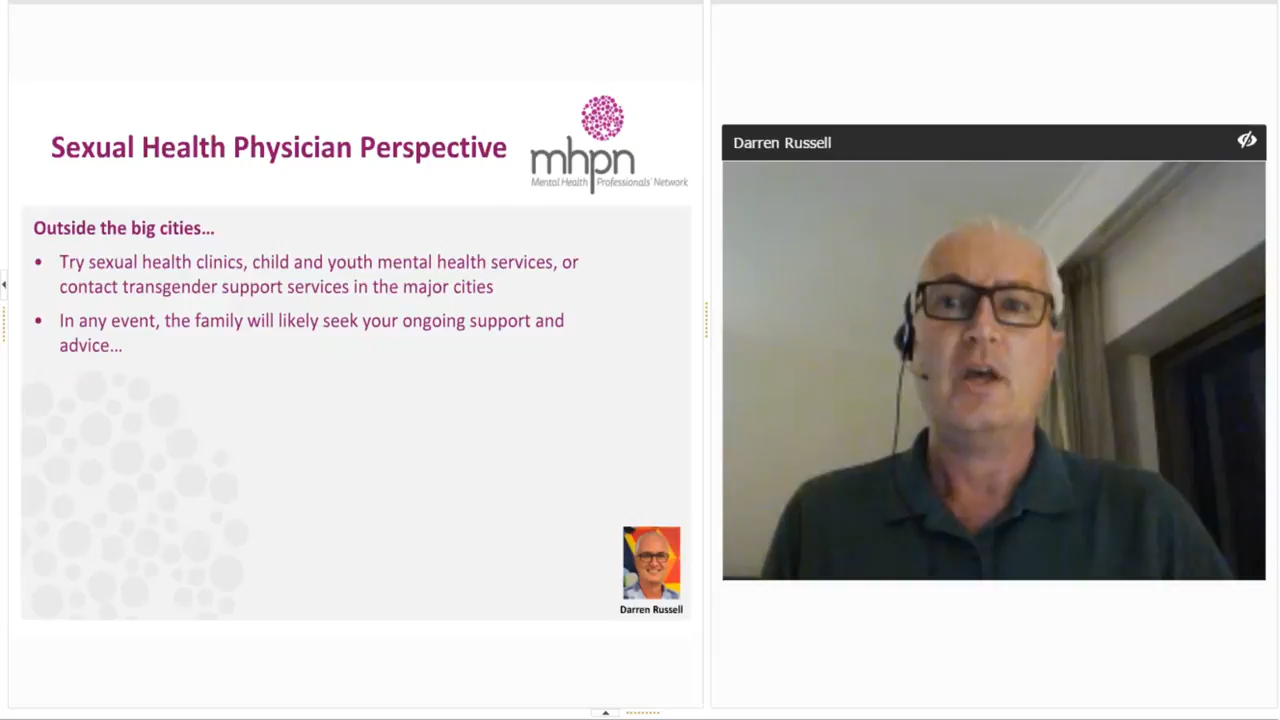 Sexual Health Physician Perspective
mhpn
Mental Health Professionals' Network
Outside the big cities...
• Try sexual health clinics, child and youth mental health services, or
contact transgender support services in the major cities
• In any event, the family will likely seek your ongoing support and
advice...
Darren Russell
Darren Russell